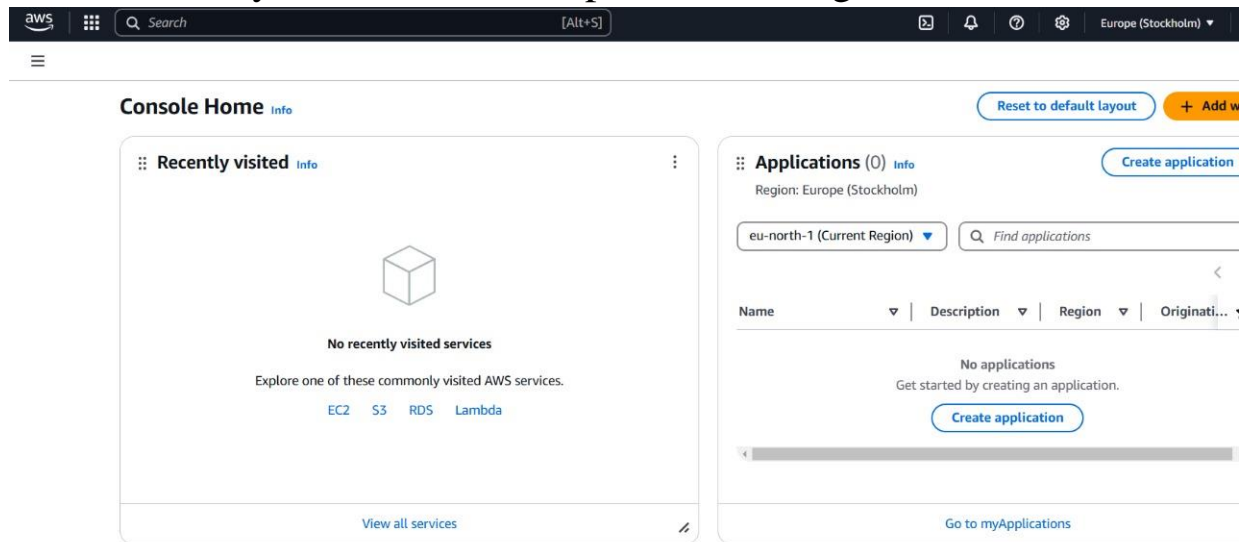 aws Search [Alt+S] Europe (Stockholm)
Console Home Info Reset to default layout + Add
Recently visited Info
No recently visited services
Explore one of these commonly visited AWS services.
EC2 S3 RDS Lambda
View all services
Applications (0) Info Create application
Region: Europe (Stockholm)
eu-north-1 (Current Region) Find applications
Name Description Region Originati...
No applications
Get started by creating an application.
Create application
Go to myApplications